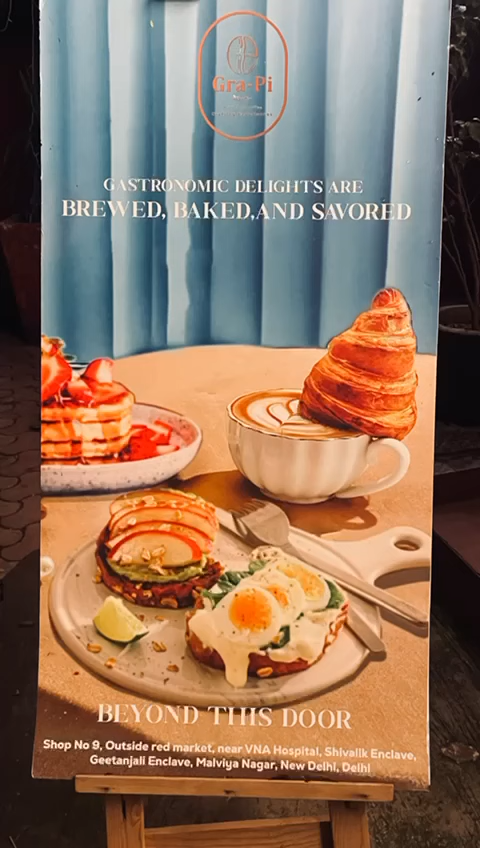 Gra-Pi
GASTRONOMIC DELIGHTS ARE
BREWED, BAKED,AND SAVORED
BEYOND THIS DOOR
Shop No 9, Outside red market, near VNA Hospital, Shivalik Enclave,
Geetanjali Enclave, Malviya Nagar, New Delhi, Delhi